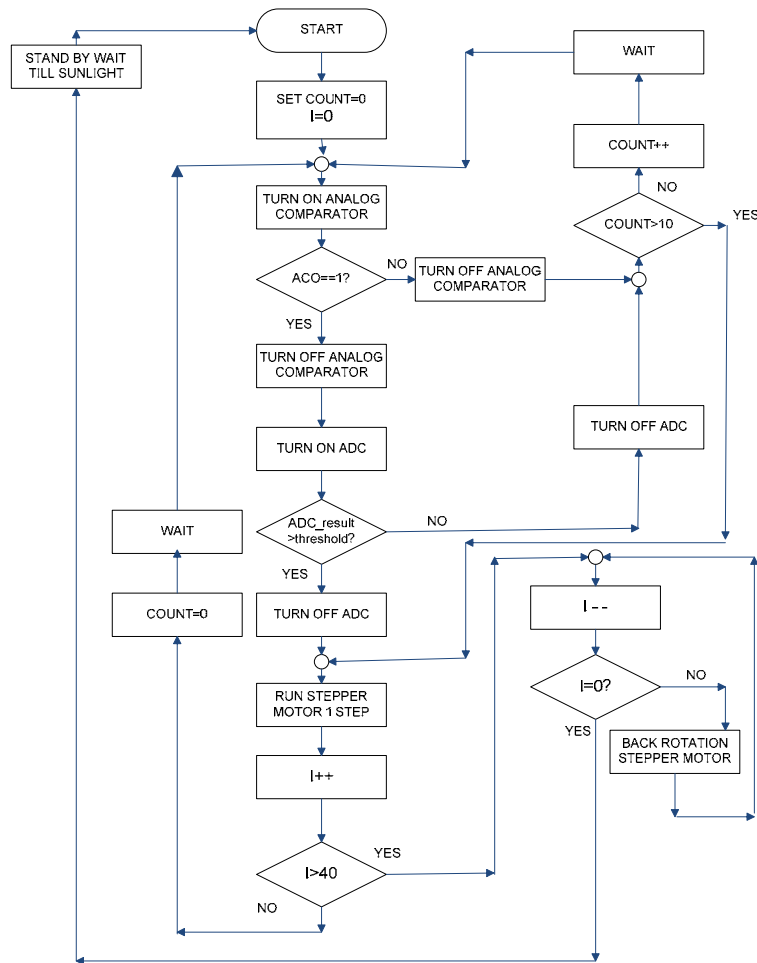 START
STAND BY WAIT
TILL SUNLIGHT
WAIT
SET COUNT=0
I=0
COUNT++
NO
TURN ON ANALOG
COMPARATOR
COUNT>10
YES
ACO==1?
NO
TURN OFF ANALOG
COMPARATOR
YES
TURN OFF ANALOG
COMPARATOR
TURN ON ADC
TURN OFF ADC
WAIT
ADC_result
>threshold?
NO
YES
COUNT=0
TURN OFF ADC
I--
RUN STEPPER
MOTOR 1 STEP
I=0?
NO
YES
BACK ROTATION
STEPPER MOTOR
I++
I>40
YES
NO